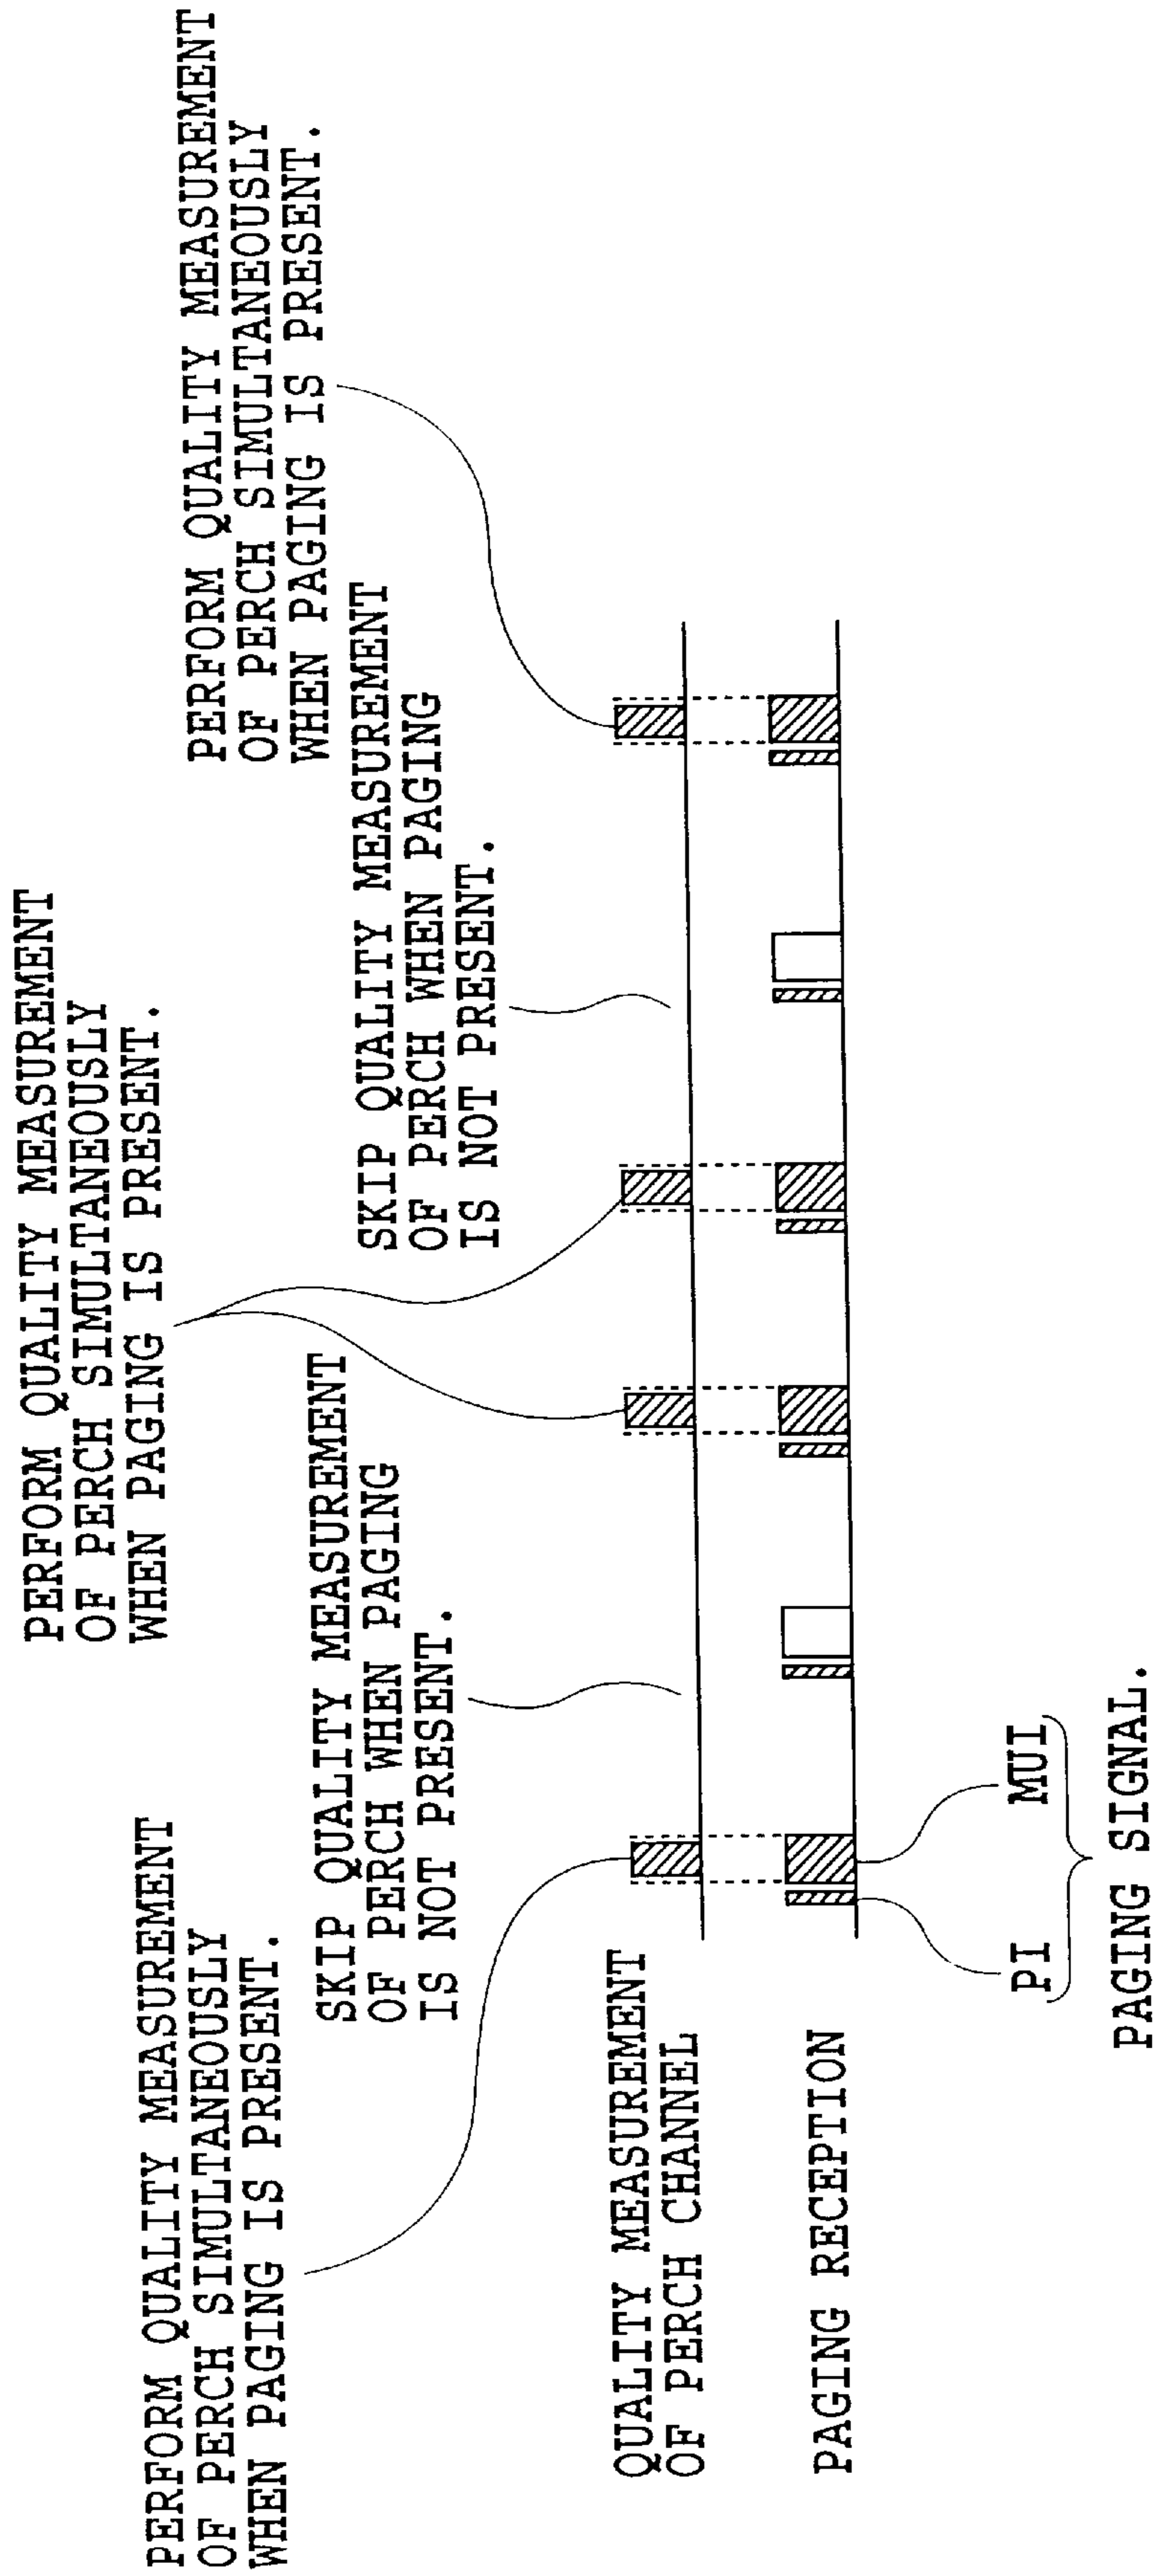 PERFORM QUALITY MEASUREMENT
OF PERCH SIMULTANEOUSLY
WHEN PAGING IS PRESENT.
SKIP QUALITY MEASUREMENT
OF PERCH WHEN PAGING
IS NOT PRESENT.
PERFORM QUALITY MEASUREMENT
OF PERCH SIMULTANEOUSLY
WHEN PAGING IS PRESENT.
SKIP QUALITY MEASUREMENT
OF PERCH WHEN PAGING
IS NOT PRESENT.
PERFORM QUALITY MEASUREMENT
OF PERCH SIMULTANEOUSLY
WHEN PAGING IS PRESENT.
QUALITY MEASUREMENT
OF PERCH CHANNEL
PAGING RECEPTION
PI
MUI
PAGING SIGNAL.